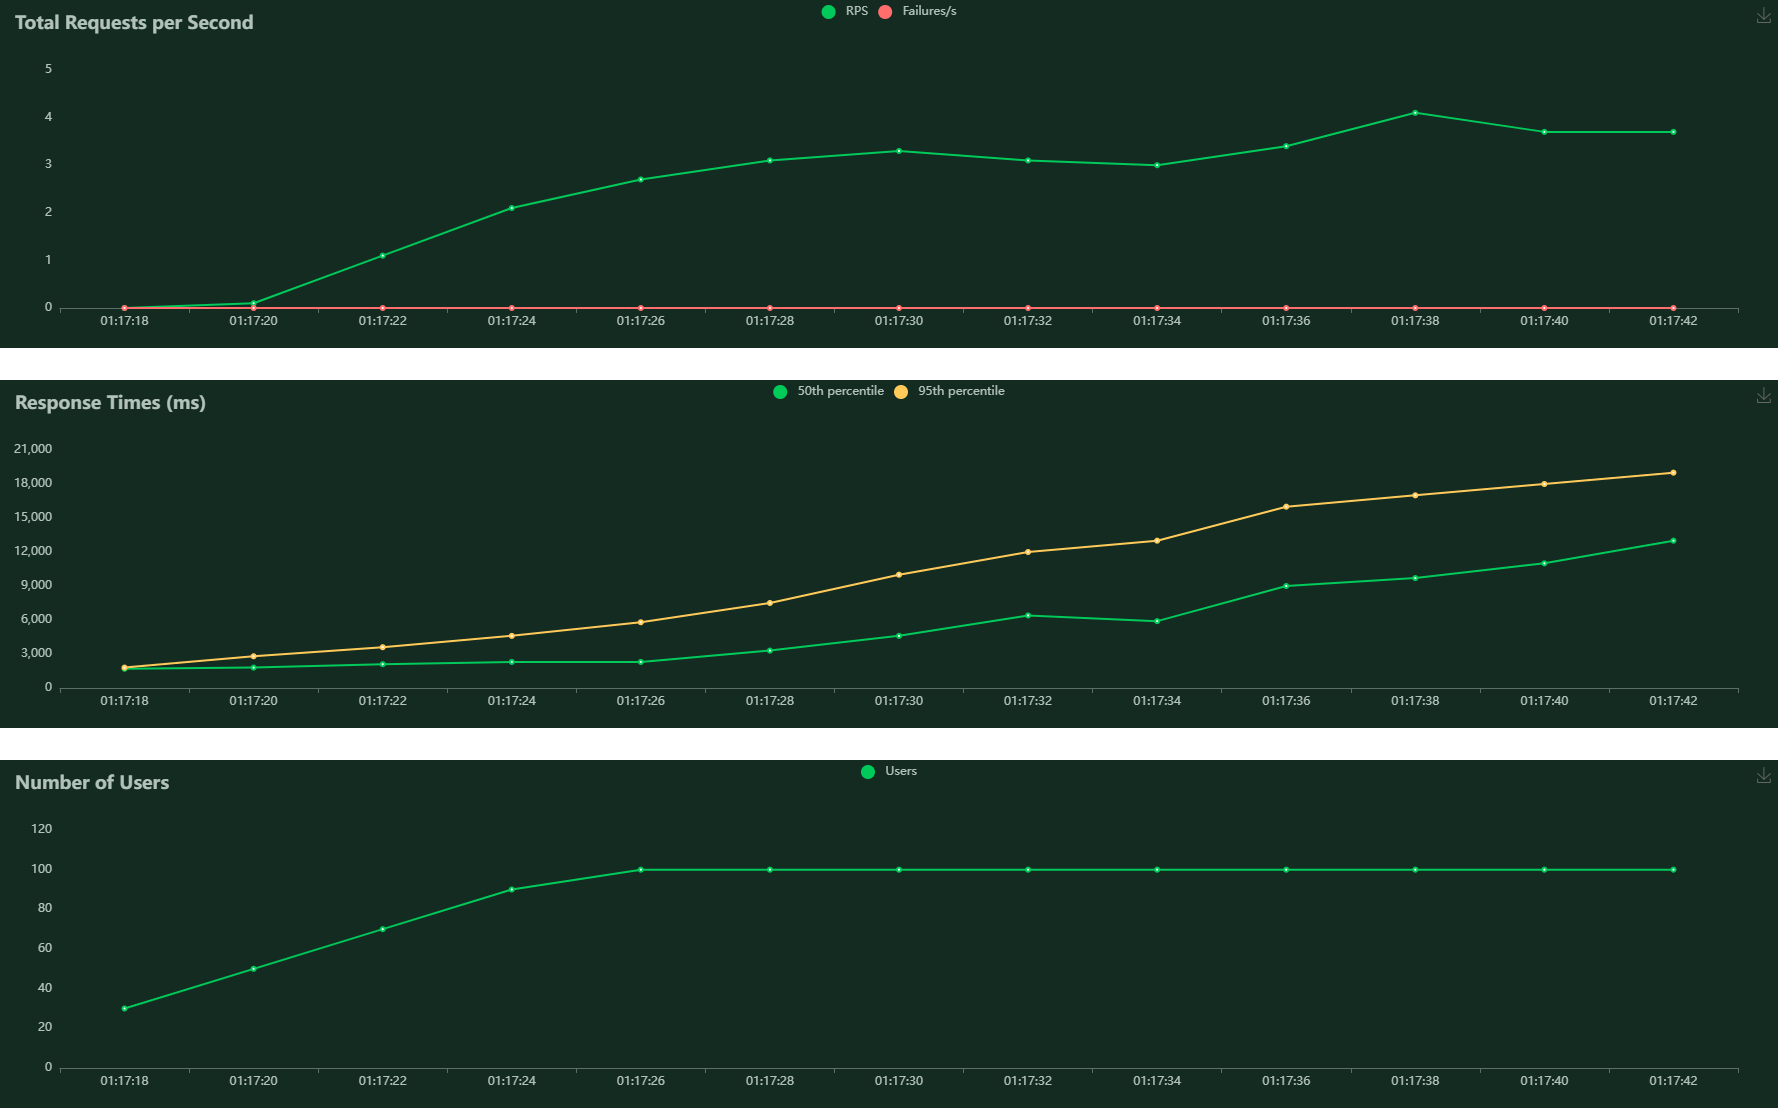 Total Requests per Second
RPS Failures/s
5
4
3
2
1
0
01:17:18 01:17:20 01:17:22 01:17:24 01:17:26 01:17:28 01:17:30 01:17:32 01:17:34 01:17:36 01:17:38 01:17:40 01:17:42
Response Times (ms)
50th percentile 95th percentile
21,000
18,000
15,000
12,000
9,000
6,000
3,000
0
01:17:18 01:17:20 01:17:22 01:17:24 01:17:26 01:17:28 01:17:30 01:17:32 01:17:34 01:17:36 01:17:38 01:17:40 01:17:42
Number of Users
Users
120
100
80
60
40
20
0
01:17:18 01:17:20 01:17:22 01:17:24 01:17:26 01:17:28 01:17:30 01:17:32 01:17:34 01:17:36 01:17:38 01:17:40 01:17:42